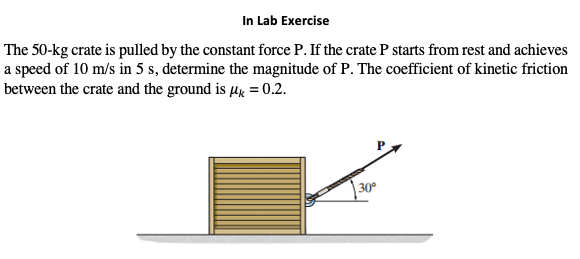 In Lab Exercise
The 50-kg crate is pulled by the constant force P. If the crate P starts from rest and achieves
a speed of 10 m/s in 5 s, determine the magnitude of P. The coefficient of kinetic friction
between the crate and the ground is μk = 0.2.
P
30°